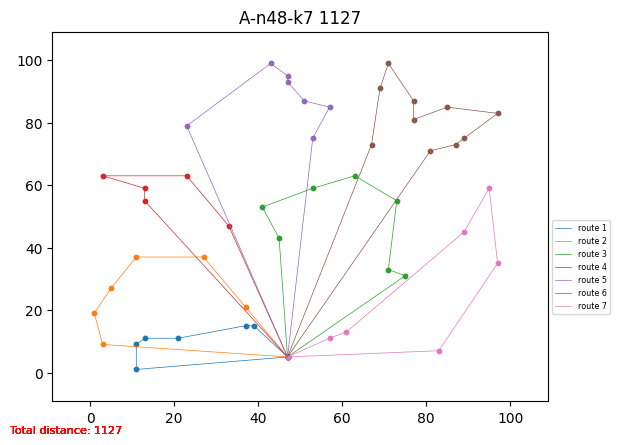 A-n48-k7 1127
100
80
60
40
20
0
0 20 40 60 80 100
route 1
route 2
route 3
route 4
route 5
route 6
route 7
Total distance: 1127